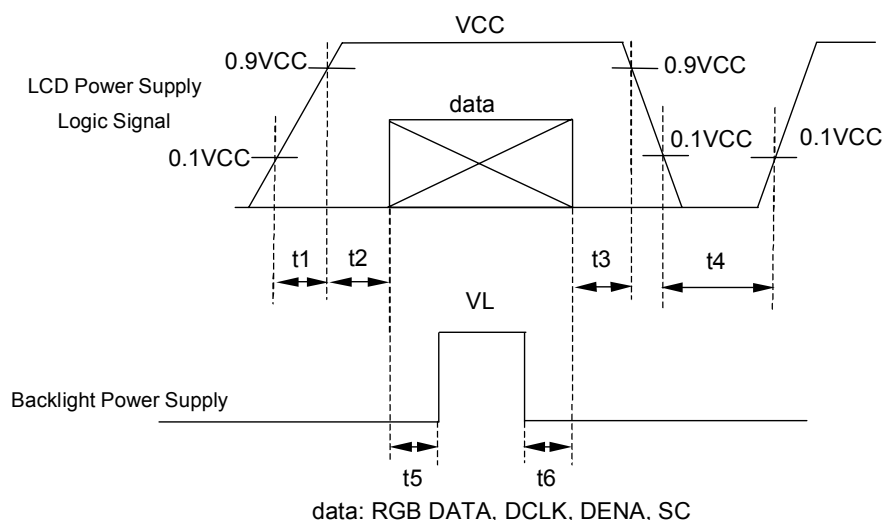 VCC
0.9VCC
0.9VCC
LCD Power Supply
Logic Signal
data
0.1VCC
0.1VCC
0.1VCC
t1
t2
t3
t4
VL
Backlight Power Supply
t5
t6
data: RGB DATA, DCLK, DENA, SC